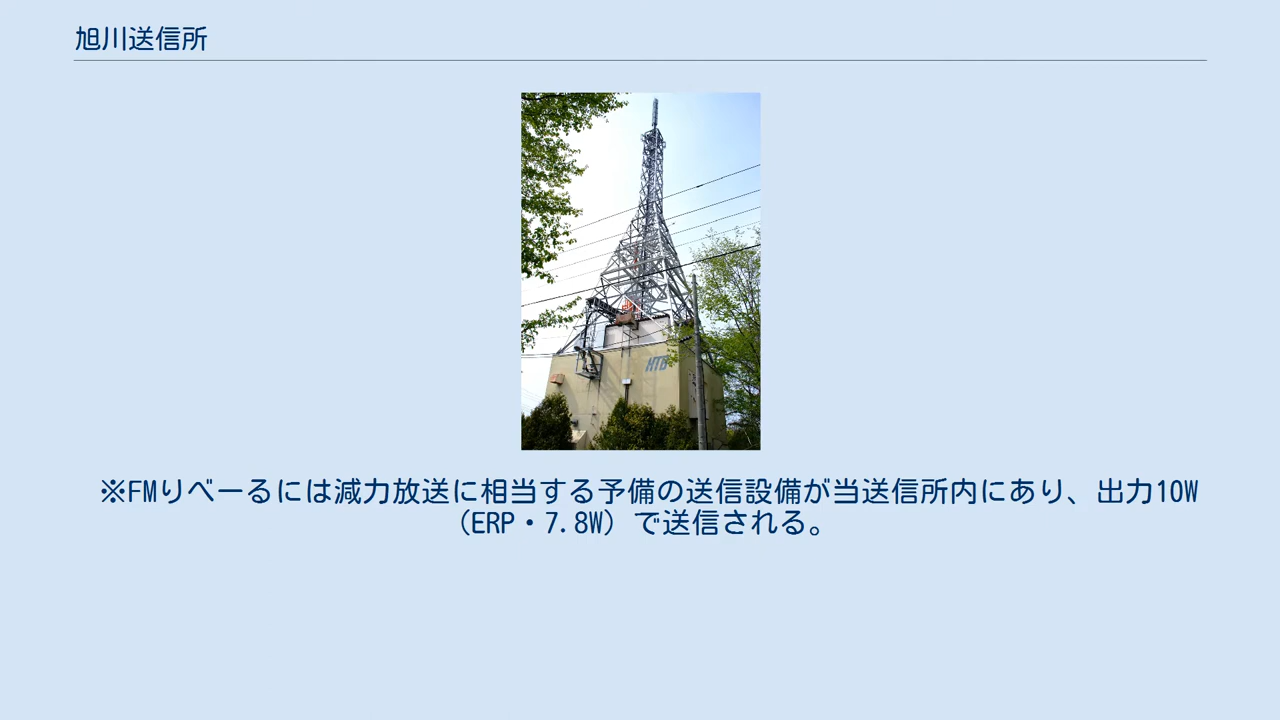 旭川送信所
HTB
※FMりべーるには減力放送に相当する予備の送信設備が当送信所内にあり、出力10W
（ERP・7.8W）で送信される。